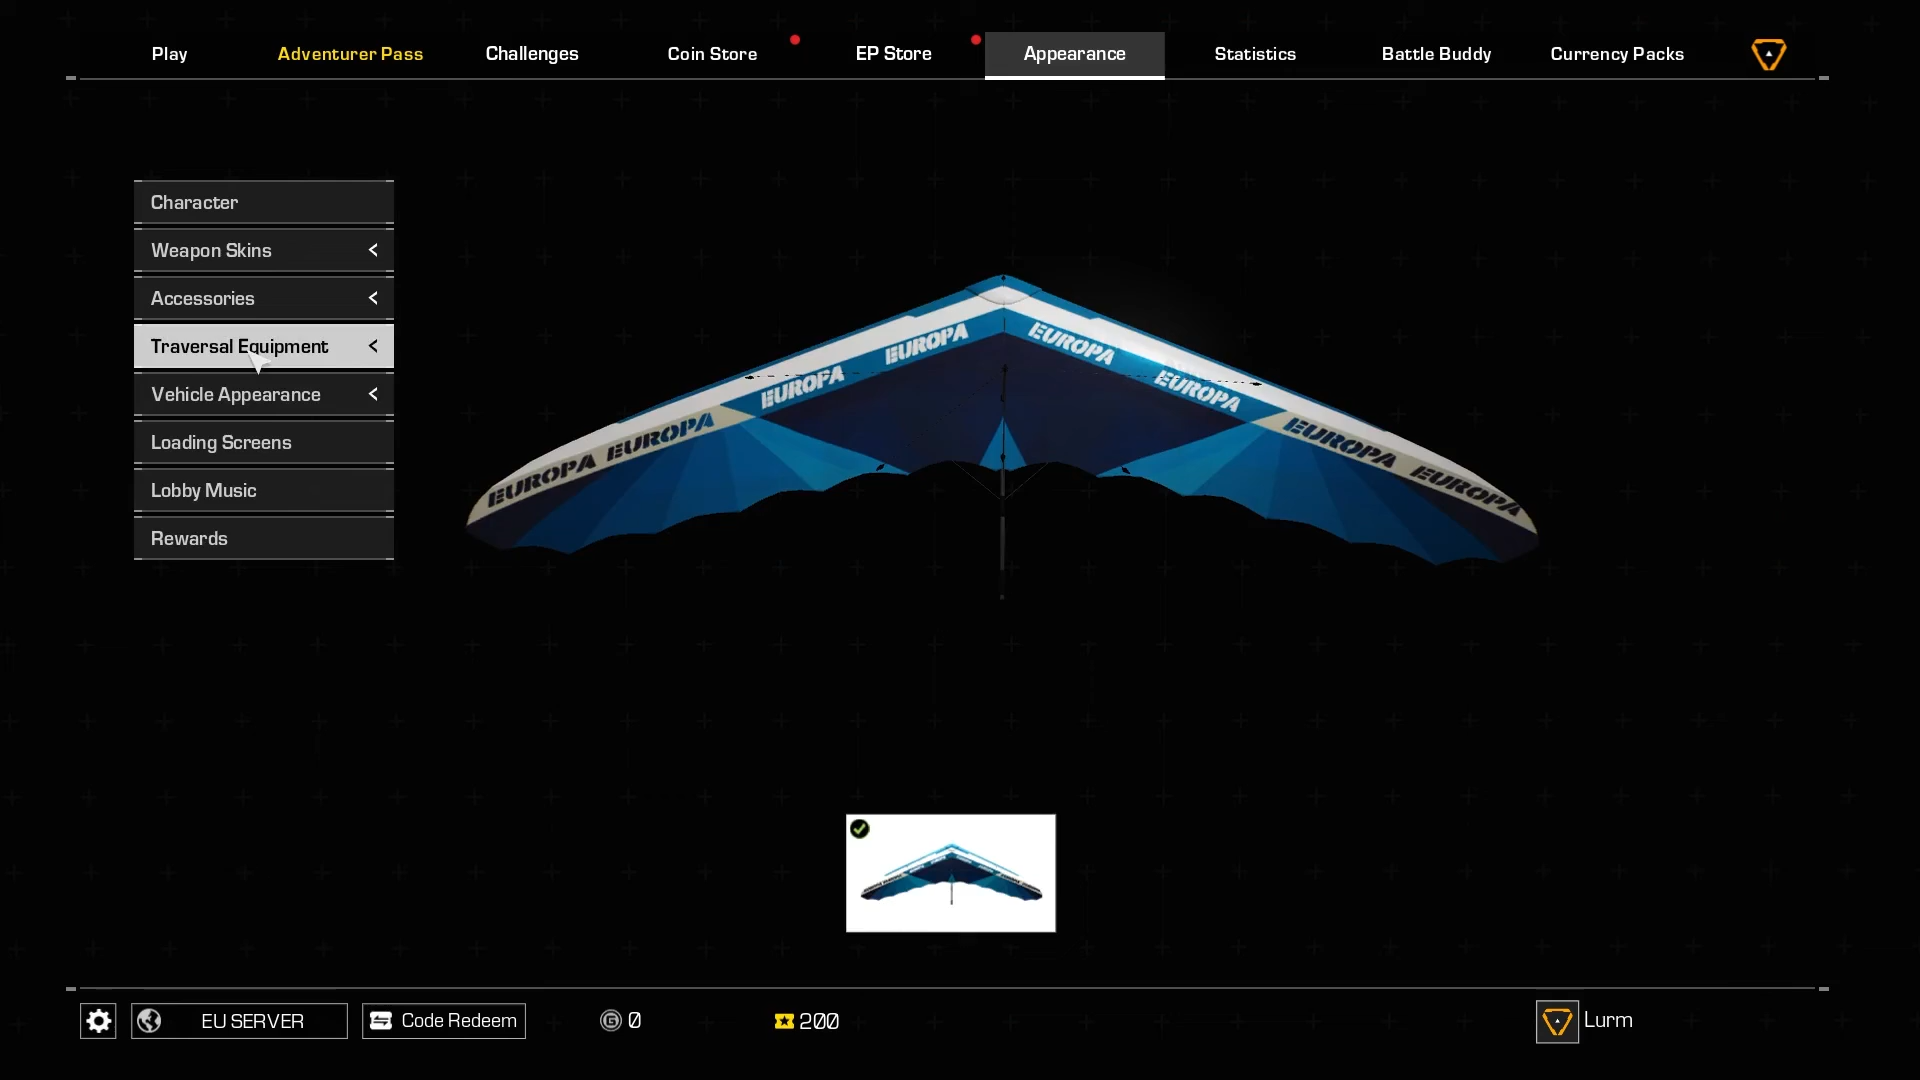 Play
Adventurer Pass
Challenges
Coin Store
EP Store
Appearance
Statistics
Battle Buddy
Currency Packs
Character
Weapon Skins
Accessories
Traversal Equipment
Vehicle Appearance
Loading Screens
Lobby Music
Rewards
EUROPA EUROPA EUROPA EUROPA EUROPA EUROPA EUROPA EUROPA
EU SERVER
Code Redeem
0
200
Lurm